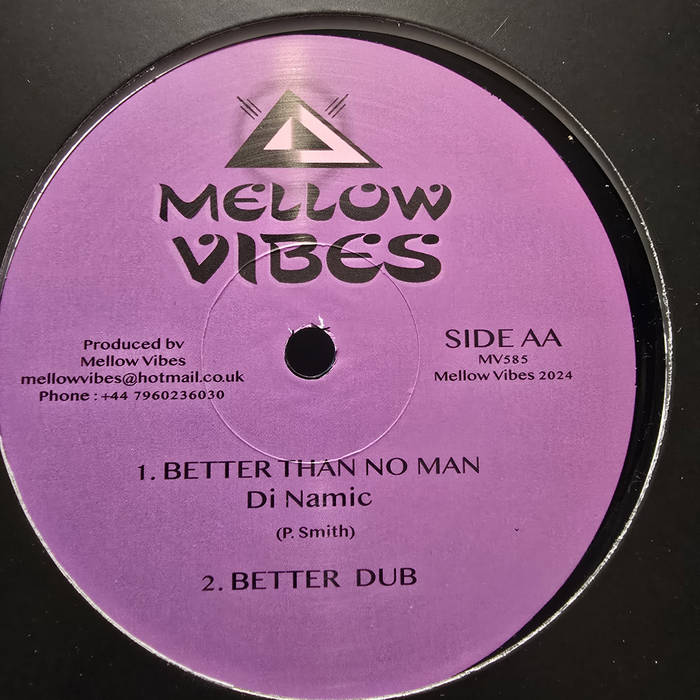 MELLOW
VIBES
Produced by
Mellow Vibes
mellowvibes@hotmail.co.uk
Phone : +44 7960236030
SIDE AA
MV585
Mellow Vibes 2024
1. BETTER THAN NO MAN
Di Namic
(P. Smith)
2. BETTER DUB